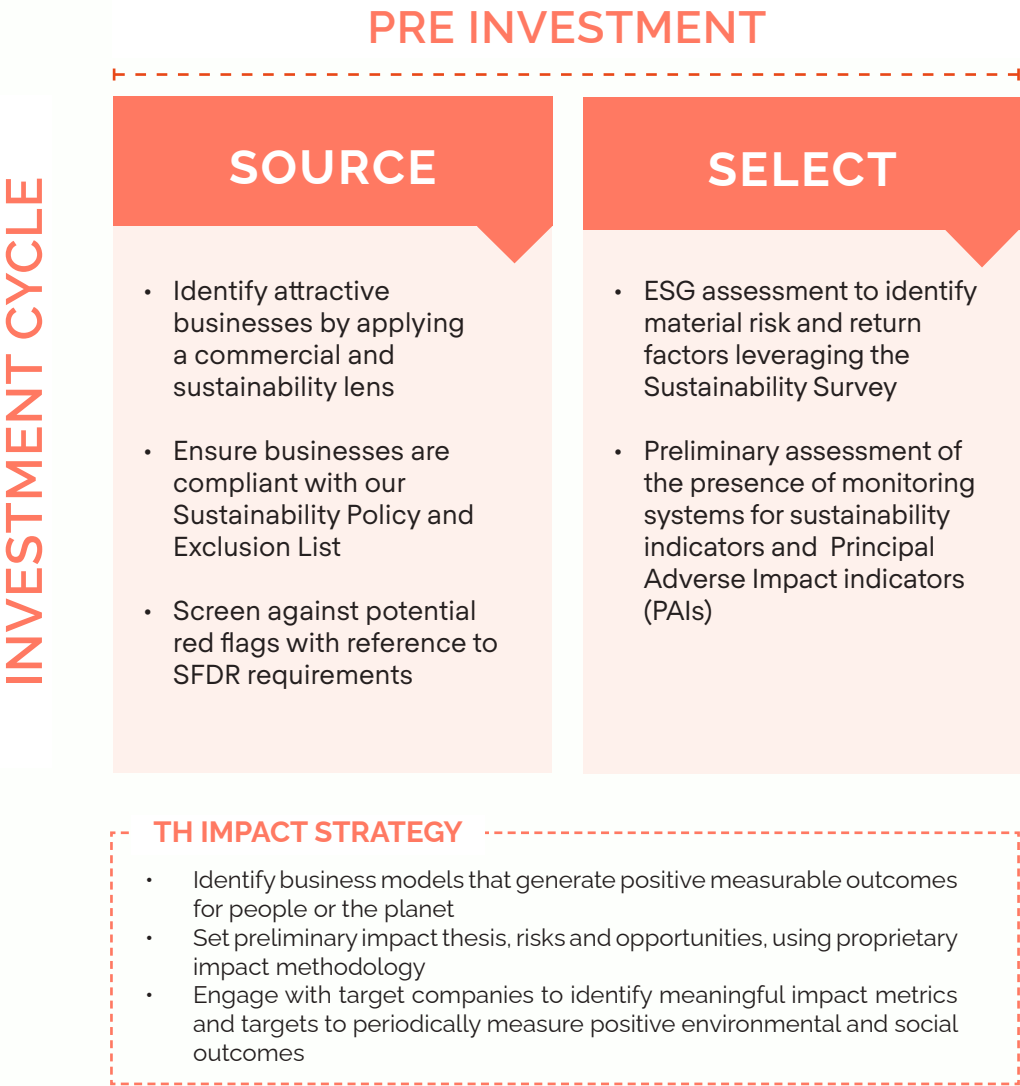 PRE INVESTMENT
INVESTMENT CYCLE
SOURCE
• Identify attractive
businesses by applying
a commercial and
sustainability lens
• Ensure businesses are
compliant with our
Sustainability Policy and
Exclusion List
• Screen against potential
red flags with reference to
SFDR requirements
SELECT
• ESG assessment to identify
material risk and return
factors leveraging the
Sustainability Survey
• Preliminary assessment of
the presence of monitoring
systems for sustainability
indicators and Principal
Adverse Impact indicators
(PAIs)
TH IMPACT STRATEGY
• Identify business models that generate positive measurable outcomes
for people or the planet
• Set preliminary impact thesis, risks and opportunities, using proprietary
impact methodology
• Engage with target companies to identify meaningful impact metrics
and targets to periodically measure positive environmental and social
outcomes